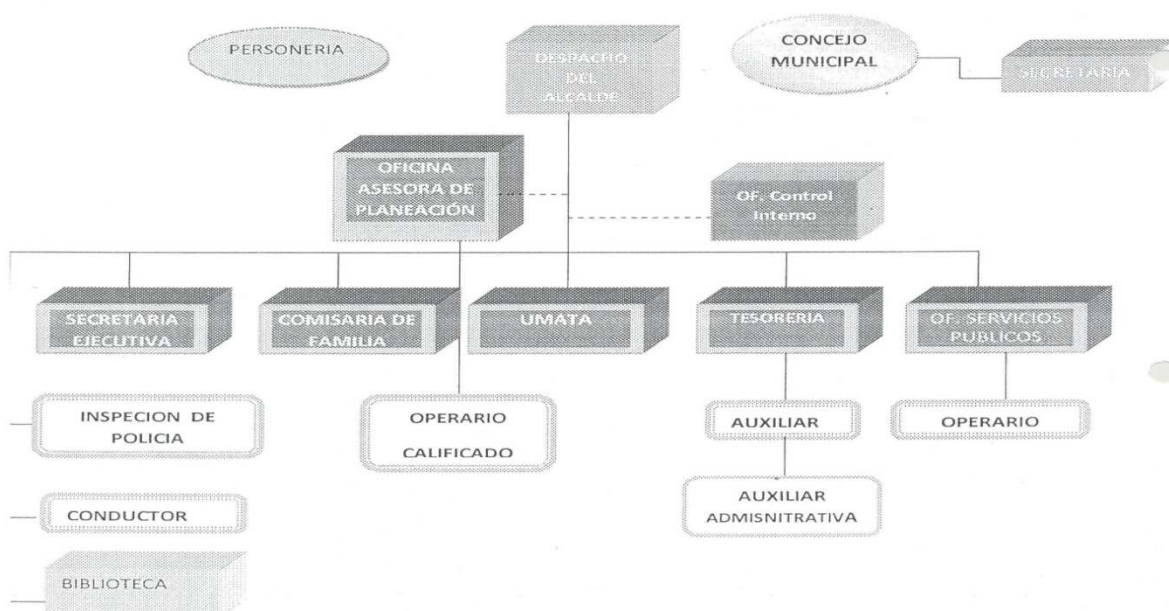 PERSONERIA
DESPACHO
DEL
ALCALDE
CONCEJO
MUNICIPAL
SECRETARIA
OFICINA
ASESORA DE
PLANEACIÓN
OF. Control
Interno
SECRETARIA
EJECUTIVA
COMISARIA DE
FAMILIA
UMATA
TESORERIA
OF. SERVICIOS
PUBLICOS
INSPECION DE
POLICIA
OPERARIO
CALIFICADO
AUXILIAR
OPERARIO
CONDUCTOR
AUXILIAR
ADMISNITRATIVA
BIBLIOTECA